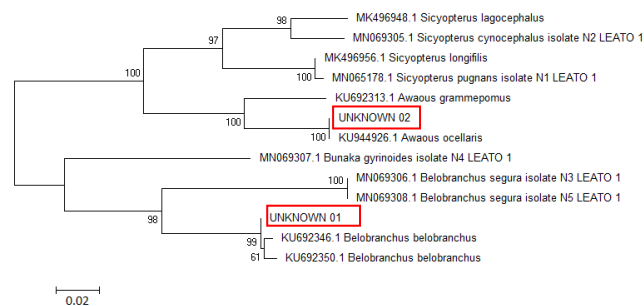 MK496948.1 Sicyopterus lagocephalus
98
MN069305.1 Sicyopterus cynocephalus isolate N2 LEATO 1
97
MK496956.1 Sicyopterus longifilis
100
MN065178.1 Sicyopterus pugnans isolate N1 LEATO 1
100
KU692313.1 Awaous grammepomus
100
UNKNOWN 02
100
KU944926.1 Awaous ocellaris
MN069307.1 Bunaka gyrinoides isolate N4 LEATO 1
MN069306.1 Belobranchus segura isolate N3 LEATO 1
100
MN069308.1 Belobranchus segura isolate N5 LEATO 1
98
UNKNOWN 01
99
KU692346.1 Belobranchus belobranchus
61
KU692350.1 Belobranchus belobranchus
0.02